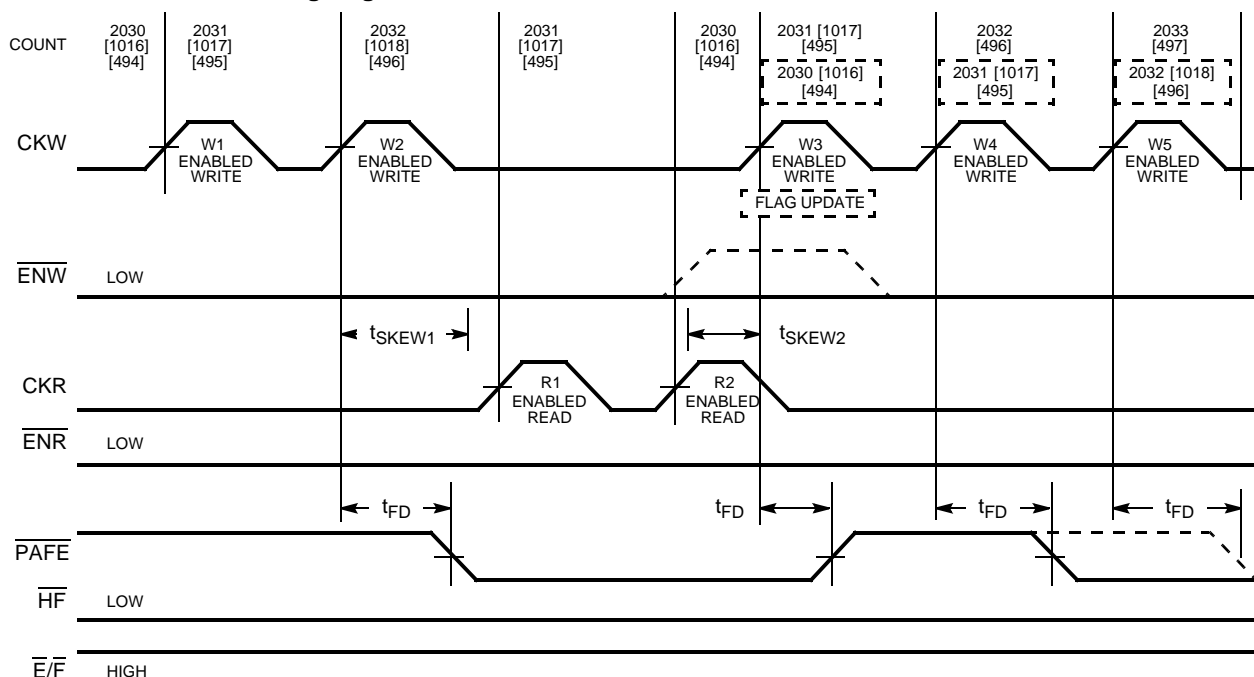 COUNT
2030
[1016]
[494]
2031
[1017]
[495]
2032
[1018]
[496]
2031
[1017]
[495]
2030
[1016]
[494]
2031 [1017]
[495]
2030 [1016]
[494]
2032
[496]
2031 [1017]
[495]
2033
[497]
2032 [1018]
[496]
CKW
W1
ENABLED
WRITE
W2
ENABLED
WRITE
W3
ENABLED
WRITE
W4
ENABLED
WRITE
W5
ENABLED
WRITE
FLAG UPDATE
ENW LOW
tSKEW1 tSKEW2
CKR
R1
ENABLED
READ
R2
ENABLED
READ
ENR LOW
tFD tFD tFD tFD
PAFE
HF LOW
E/F HIGH